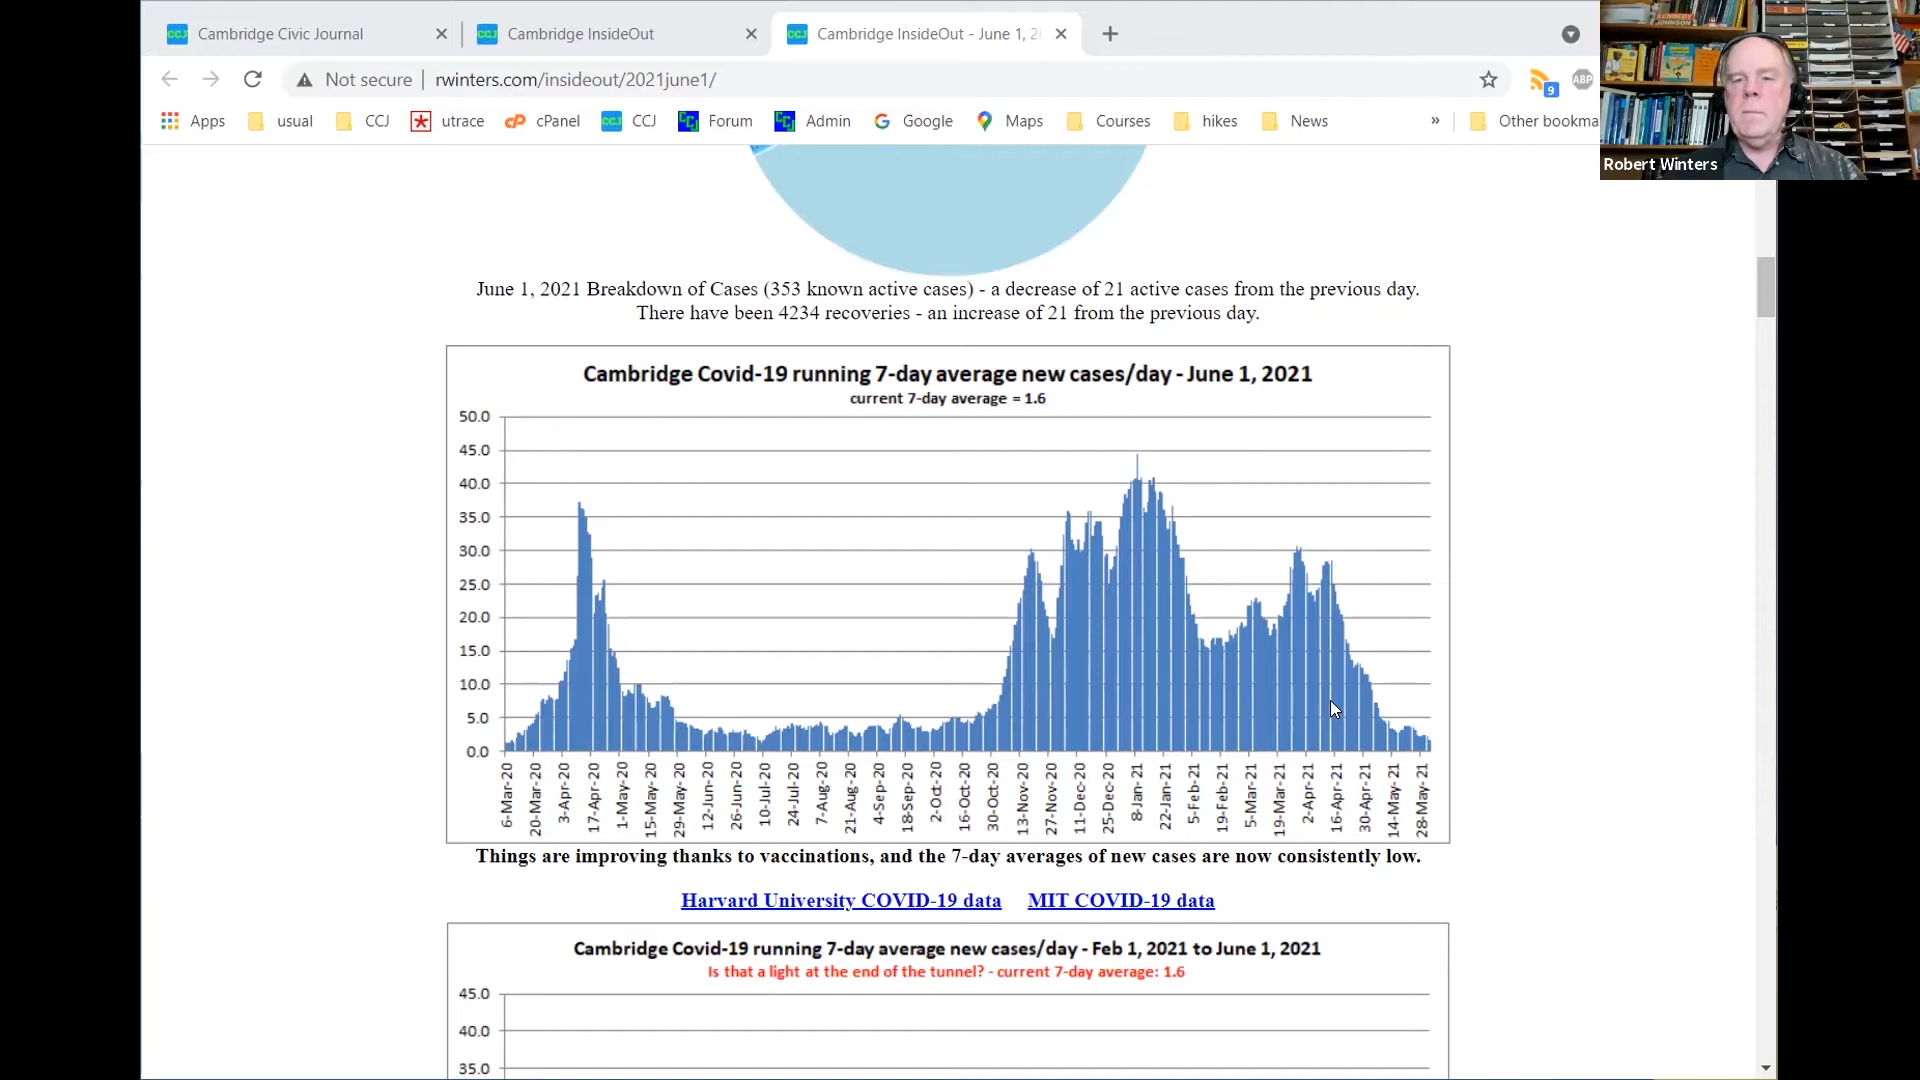 Cambridge Civic Journal
Cambridge InsideOut
Cambridge InsideOut - June 1, 2
Not secure
rwinters.com/insideout/2021june1/
9
ABP
Apps
usual
CCJ
utrace
cPanel
CCJ
Forum
Admin
Google
Maps
Courses
hikes
News
»
Other bookma
KENNEDY
JOHNSON
Robert Winters
June 1, 2021 Breakdown of Cases (353 known active cases) - a decrease of 21 active cases from the previous day.
There have been 4234 recoveries - an increase of 21 from the previous day.
Cambridge Covid-19 running 7-day average new cases/day - June 1, 2021
current 7-day average = 1.6
50.0
45.0
40.0
35.0
30.0
25.0
20.0
15.0
10.0
5.0
0.0
6-Mar-20
20-Mar-20
3-Apr-20
17-Apr-20
1-May-20
15-May-20
29-May-20
12-Jun-20
26-Jun-20
10-Jul-20
24-Jul-20
7-Aug-20
21-Aug-20
4-Sep-20
18-Sep-20
2-Oct-20
16-Oct-20
30-Oct-20
13-Nov-20
27-Nov-20
11-Dec-20
25-Dec-20
8-Jan-21
22-Jan-21
5-Feb-21
19-Feb-21
5-Mar-21
19-Mar-21
2-Apr-21
16-Apr-21
30-Apr-21
14-May-21
28-May-21
Things are improving thanks to vaccinations, and the 7-day averages of new cases are now consistently low.
Harvard University COVID-19 data MIT COVID-19 data
Cambridge Covid-19 running 7-day average new cases/day - Feb 1, 2021 to June 1, 2021
Is that a light at the end of the tunnel? - current 7-day average: 1.6
45.0
40.0
35.0